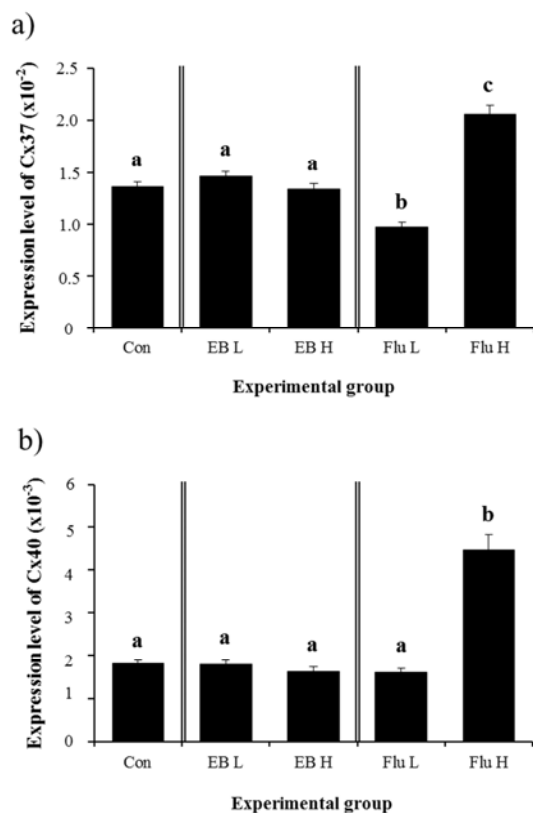 a)
Expression level of Cx37 (x10⁻²)
2.5
2.0
1.5
1.0
0.5
0
a
a
a
b
c
Con
EB L
EB H
Flu L
Flu H
Experimental group
b)
Expression level of Cx40 (x10⁻³)
6
5
4
2
1
0
a
a
a
a
b
Con
EB L
EB H
Flu L
Flu H
Experimental group